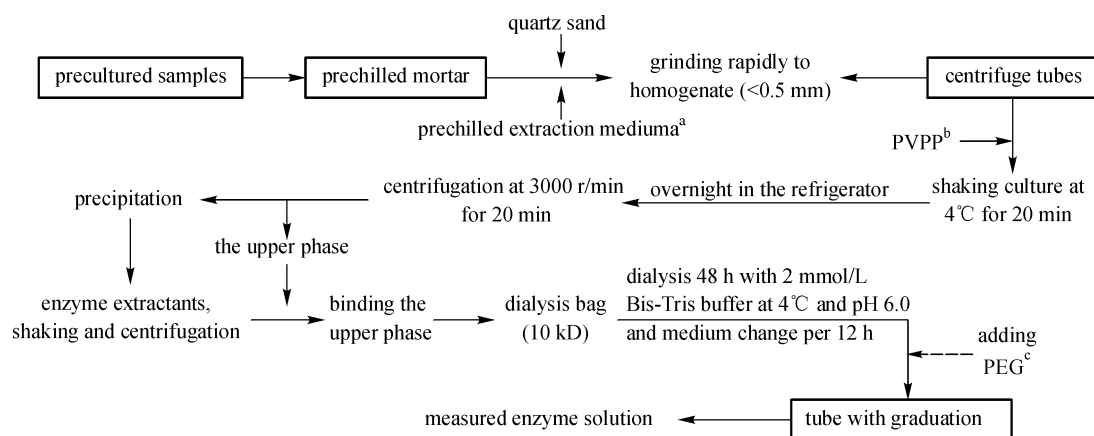 quartz sand
precultured samples
prechilled mortar
grinding rapidly to
homogenate (<0.5 mm)
centrifuge tubes
prechilled extraction mediumaᵃ
PVPPᵇ
precipitation
centrifugation at 3000 r/min
for 20 min
overnight in the refrigerator
shaking culture at
4℃ for 20 min
the upper phase
enzyme extractants,
shaking and centrifugation
binding the
upper phase
dialysis bag
(10 kD)
dialysis 48 h with 2 mmol/L
Bis-Tris buffer at 4℃ and pH 6.0
and medium change per 12 h
adding
PEGᶜ
measured enzyme solution
tube with graduation